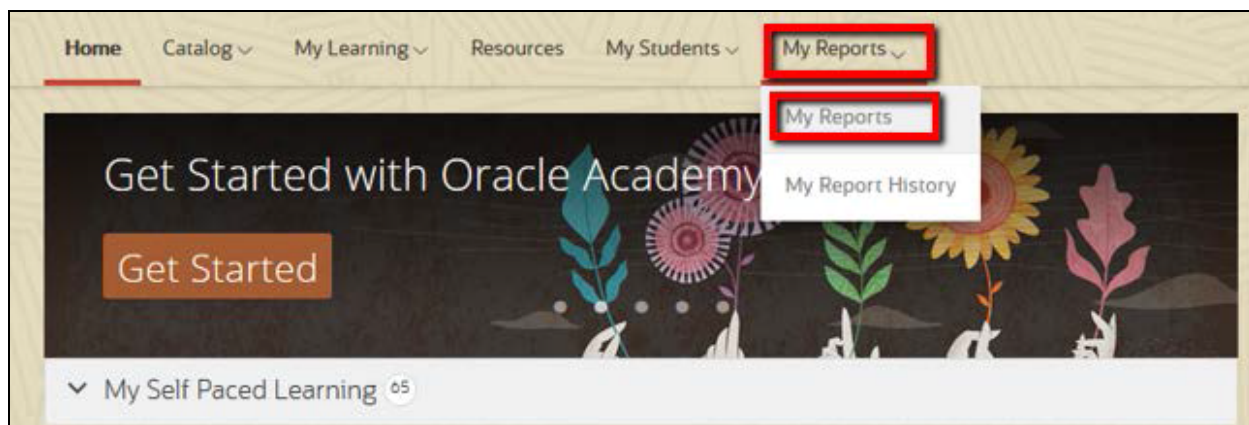 Home Catalog My Learning Resources My Students My Reports
My Reports
Get Started with Oracle Academy
My Report History
Get Started
My Self Paced Learning 65